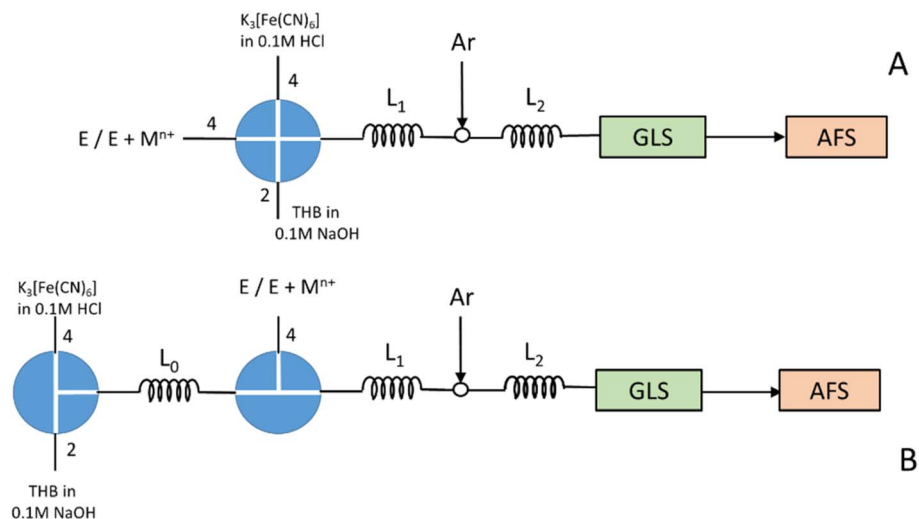 K₃[Fe(CN)₆]
in 0.1M HCl
4
Ar
A
L₁
L₂
4
E / E + Mⁿ⁺
GLS
AFS
2
THB in
0.1M NaOH
K₃[Fe(CN)₆]
in 0.1M HCl
E / E + Mⁿ⁺
Ar
4
4
L₀
L₁
L₂
GLS
AFS
2
B
THB in
0.1M NaOH